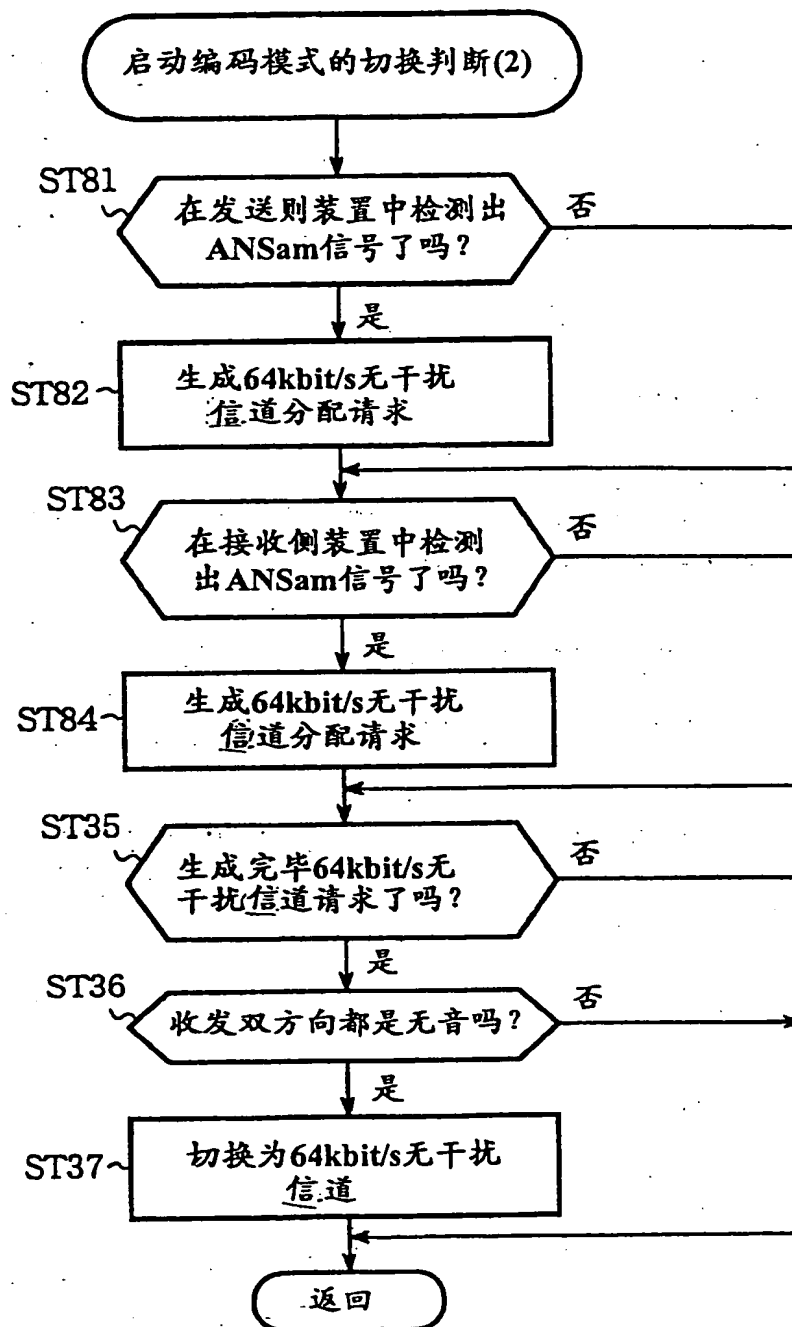 启动编码模式的切换判断(2)
ST81
在发送则装置中检测出
ANSam信号了吗?
否
是
ST82
生成64kbit/s无干扰
信道分配请求
ST83
在接收侧装置中检测
出ANSam信号了吗?
否
是
ST84
生成64kbit/s无干扰
信道分配请求
ST35
生成完毕64kbit/s无
干扰信道请求了吗?
否
是
ST36
收发双方向都是无音吗?
否
是
ST37
切换为64kbit/s无干扰
信道
返回